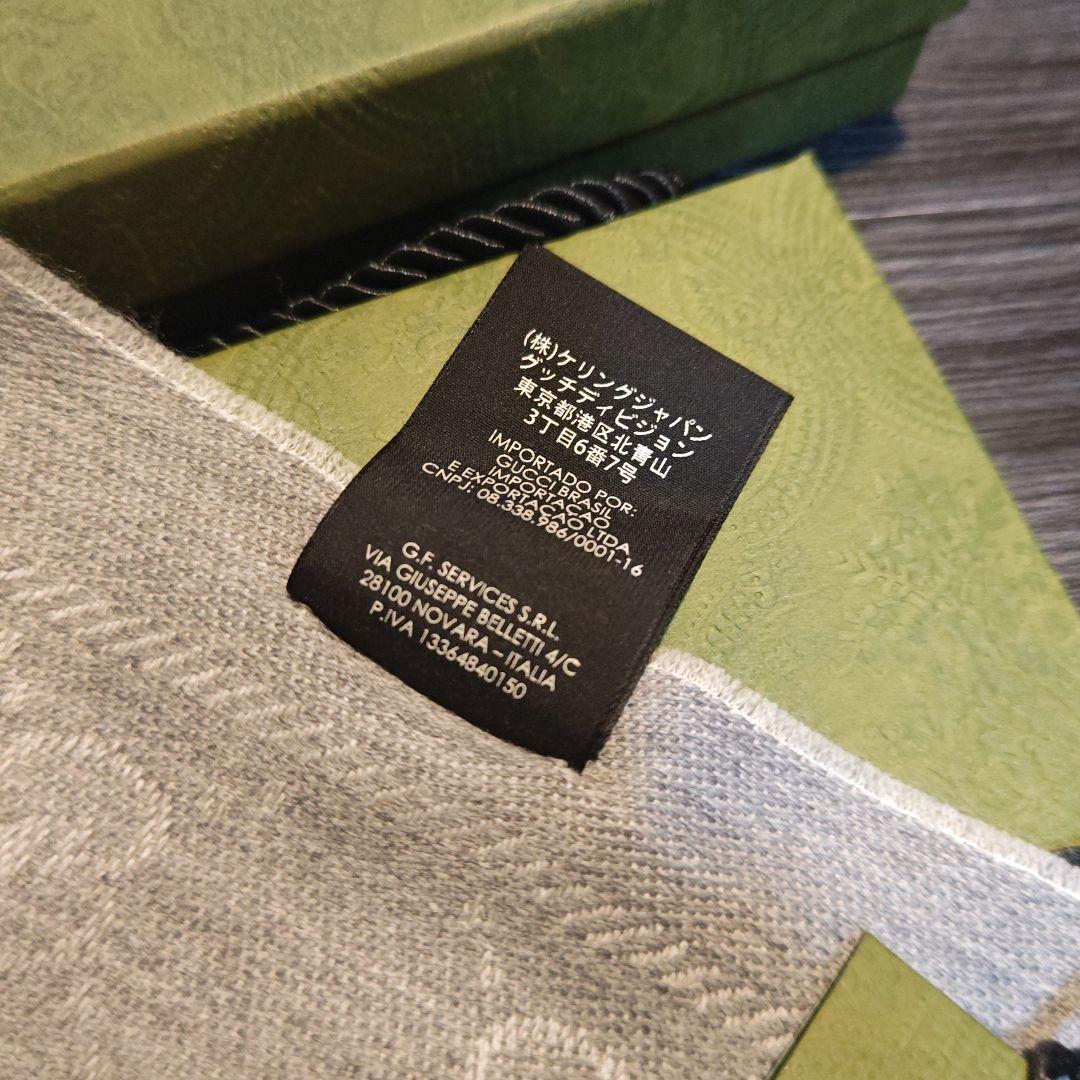 (株)ケリングジャパン
グッチディビジョン
東京都港区北青山
3丁目6番7号
IMPORTADO POR:
GUCCI BRASIL
IMPORTACAO
E EXPORTACAO LTDA
CNPJ: 08.338.986/0001-16
G.F. SERVICES S.R.L.
VIA GIUSEPPE BELLETTI 4/C
28100 NOVARA – ITALIA
P.IVA 13364840150